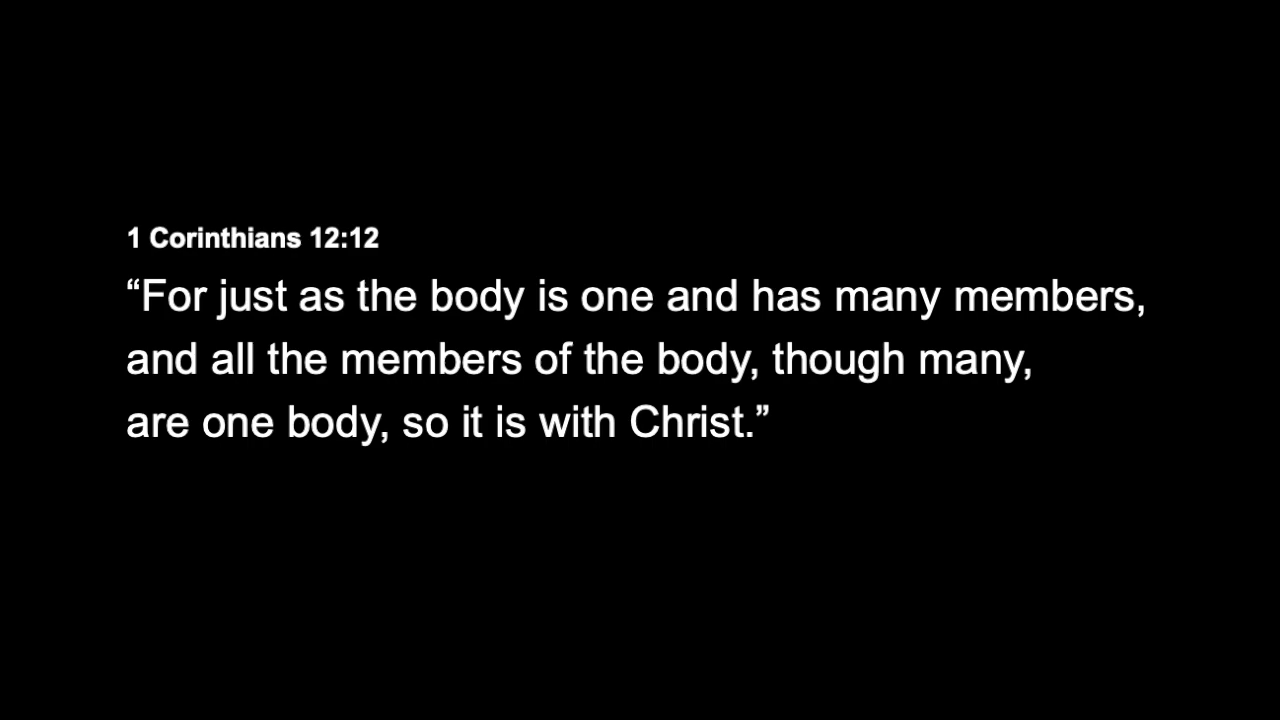 1 Corinthians 12:12
“For just as the body is one and has many members,
and all the members of the body, though many,
are one body, so it is with Christ.”